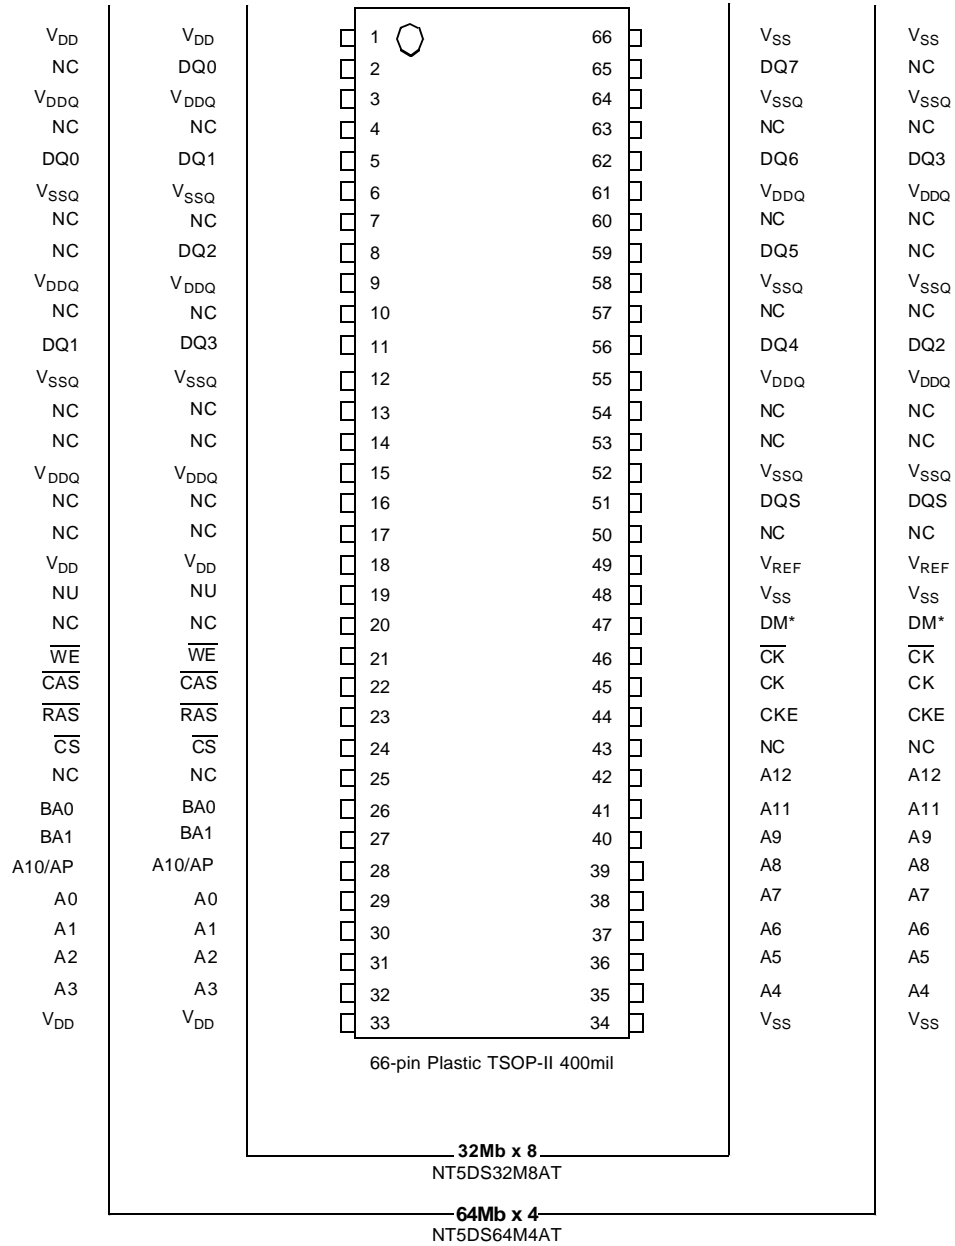 VDD VDD 1 66 VSS VSS
NC DQ0 2 65 DQ7 NC
VDDQ VDDQ 3 64 VSSQ VSSQ
NC NC 4 63 NC NC
DQ0 DQ1 5 62 DQ6 DQ3
VSSQ VSSQ 6 61 VDDQ VDDQ
NC NC 7 60 NC NC
NC DQ2 8 59 DQ5 NC
VDDQ VDDQ 9 58 VSSQ VSSQ
NC NC 10 57 NC NC
DQ1 DQ3 11 56 DQ4 DQ2
VSSQ VSSQ 12 55 VDDQ VDDQ
NC NC 13 54 NC NC
NC NC 14 53 NC NC
VDDQ VDDQ 15 52 VSSQ VSSQ
NC NC 16 51 DQS DQS
NC NC 17 50 NC NC
VDD VDD 18 49 VREF VREF
NU NU 19 48 VSS VSS
NC NC 20 47 DM* DM*
W̅E̅ W̅E̅ 21 46 C̅K̅ C̅K̅
C̅A̅S̅ C̅A̅S̅ 22 45 CK CK
R̅A̅S̅ R̅A̅S̅ 23 44 CKE CKE
C̅S̅ C̅S̅ 24 43 NC NC
NC NC 25 42 A12 A12
BA0 BA0 26 41 A11 A11
BA1 BA1 27 40 A9 A9
A10/AP A10/AP 28 39 A8 A8
A0 A0 29 38 A7 A7
A1 A1 30 37 A6 A6
A2 A2 31 36 A5 A5
A3 A3 32 35 A4 A4
VDD VDD 33 34 VSS VSS
66-pin Plastic TSOP-II 400mil
32Mb x 8
NT5DS32M8AT
64Mb x 4
NT5DS64M4AT